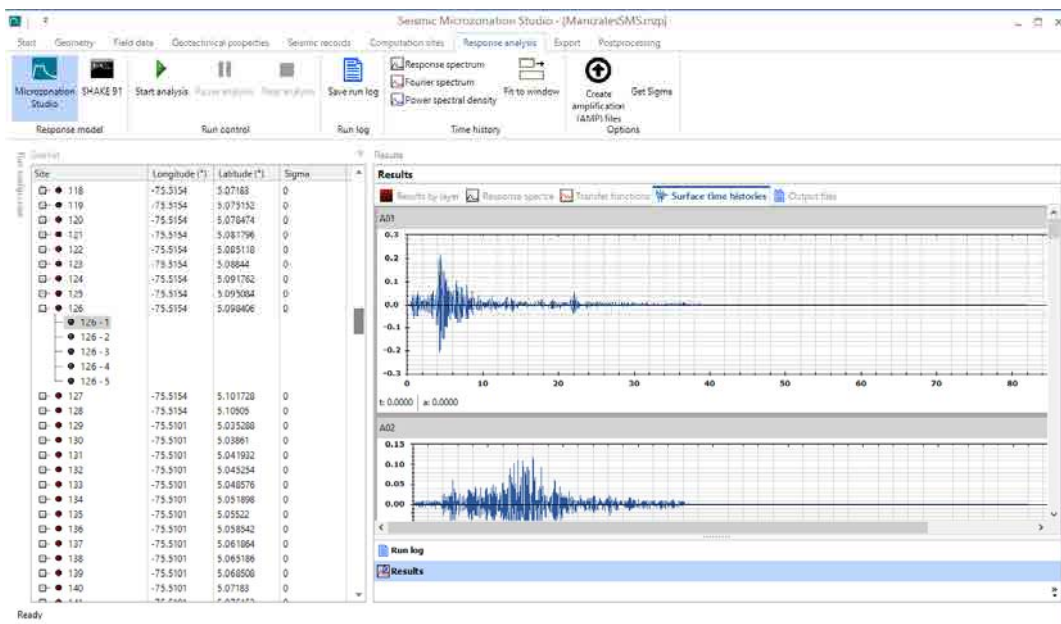 Seismic Microzonation Studio - [ManizalesSMS.mzp]
Start Geometry Field data Geotechnical properties Seismic records Computation sites Response analysis Export Postprocessing
Microzonation Studio
SHAKE 91
Start analysis
Save run log
Response spectrum
Fourier spectrum
Power spectral density
Fit to window
Create amplification (AMP) files
Get Sigma
Response model Run control Run log Time history Options
Results
Site Longitude (°) Latitude (°) Sigma
Results
Results by layer Response spectra Transfer functions Surface time histories Output files
118 -75.5154 5.07183 0
119 -75.5154 5.075152 0
120 -75.5154 5.078474 0
121 -75.5154 5.081796 0
122 -75.5154 5.085118 0
123 -75.5154 5.08844 0
124 -75.5154 5.091762 0
125 -75.5154 5.095084 0
126 -75.5154 5.098406 0
126 - 1
126 - 2
126 - 3
126 - 4
126 - 5
127 -75.5154 5.101728 0
128 -75.5154 5.10505 0
129 -75.5101 5.035288 0
130 -75.5101 5.03861 0
131 -75.5101 5.041932 0
132 -75.5101 5.045254 0
133 -75.5101 5.048576 0
134 -75.5101 5.051898 0
135 -75.5101 5.05522 0
136 -75.5101 5.058542 0
137 -75.5101 5.061864 0
138 -75.5101 5.065186 0
139 -75.5101 5.068508 0
140 -75.5101 5.07183 0
A01
0.3
0.2
0.1
0.0
-0.1
-0.2
-0.3
0 10 20 30 40 50 60 70 80
t: 0.0000 a: 0.0000
A02
0.15
0.10
0.05
0.00
Run log
Results
Ready